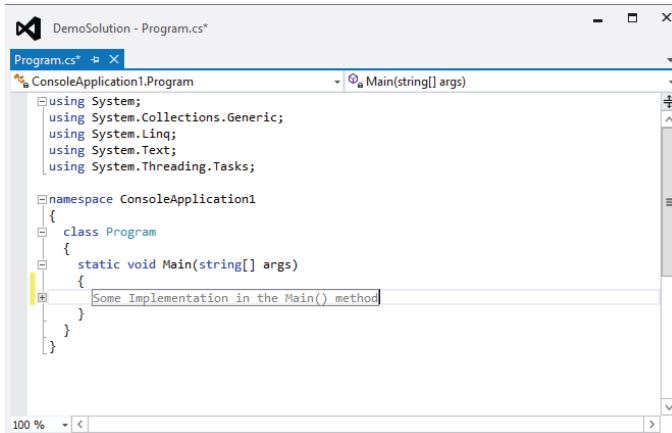 DemoSolution - Program.cs*
Program.cs*
ConsoleApplication1.Program
Main(string[] args)
using System;
using System.Collections.Generic;
using System.Linq;
using System.Text;
using System.Threading.Tasks;
namespace ConsoleApplication1
{
class Program
{
static void Main(string[] args)
{
Some Implementation in the Main() method
}
}
}
100 %